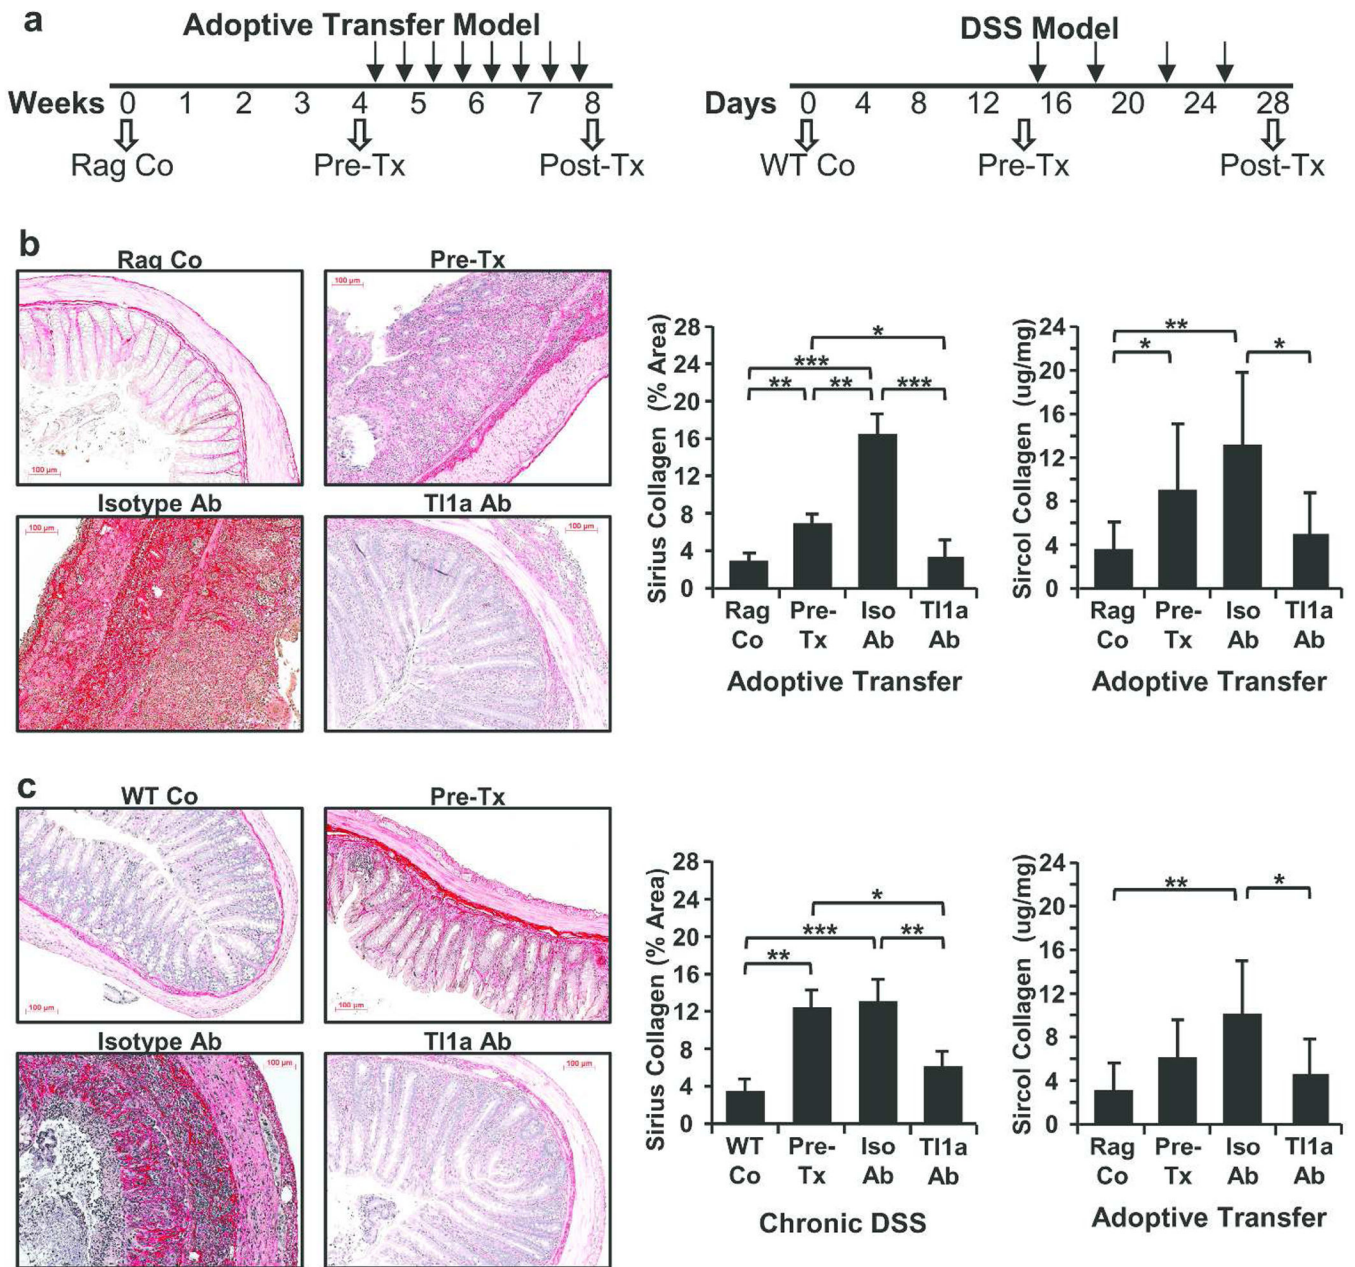 a
Adoptive Transfer Model
Weeks 0 1 2 3 4 5 6 7 8
Rag Co Pre-Tx Post-Tx
DSS Model
Days 0 4 8 12 16 20 24 28
WT Co Pre-Tx Post-Tx
b
Rag Co
100 µm
Pre-Tx
100 µm
Isotype Ab
100 µm
Tl1a Ab
100 µm
Sirius Collagen (% Area)
28
24
20
16
12
8
4
0
*
***
** ** ***
Rag Pre- Iso Tl1a
Co Tx Ab Ab
Adoptive Transfer
Sircol Collagen (ug/mg)
24
20
16
12
8
4
0
**
* *
Rag Pre- Iso Tl1a
Co Tx Ab Ab
Adoptive Transfer
c
WT Co
100 µm
Pre-Tx
100 µm
Isotype Ab
100 µm
Tl1a Ab
100 µm
Sirius Collagen (% Area)
28
24
20
16
12
8
4
0
*
*** **
**
WT Pre- Iso Tl1a
Co Tx Ab Ab
Chronic DSS
Sircol Collagen (ug/mg)
24
20
16
12
8
4
0
** *
Rag Pre- Iso Tl1a
Co Tx Ab Ab
Adoptive Transfer